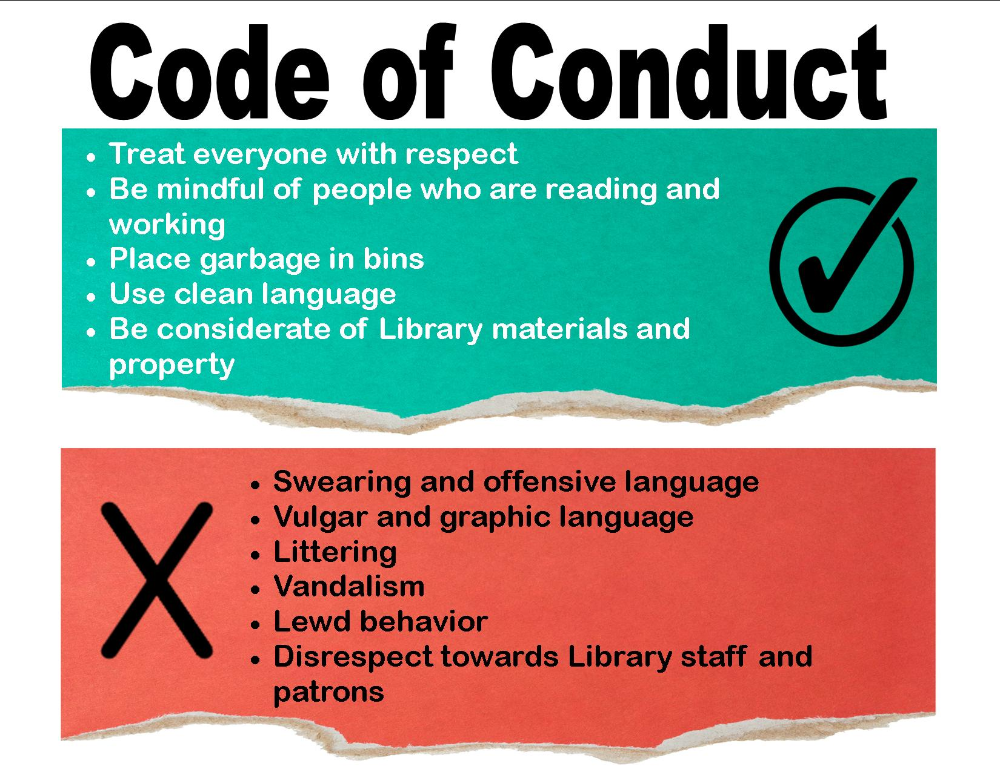 Code of Conduct
• Treat everyone with respect
• Be mindful of people who are reading and
working
• Place garbage in bins
• Use clean language
• Be considerate of Library materials and
property
• Swearing and offensive language
• Vulgar and graphic language
• Littering
• Vandalism
• Lewd behavior
• Disrespect towards Library staff and
patrons